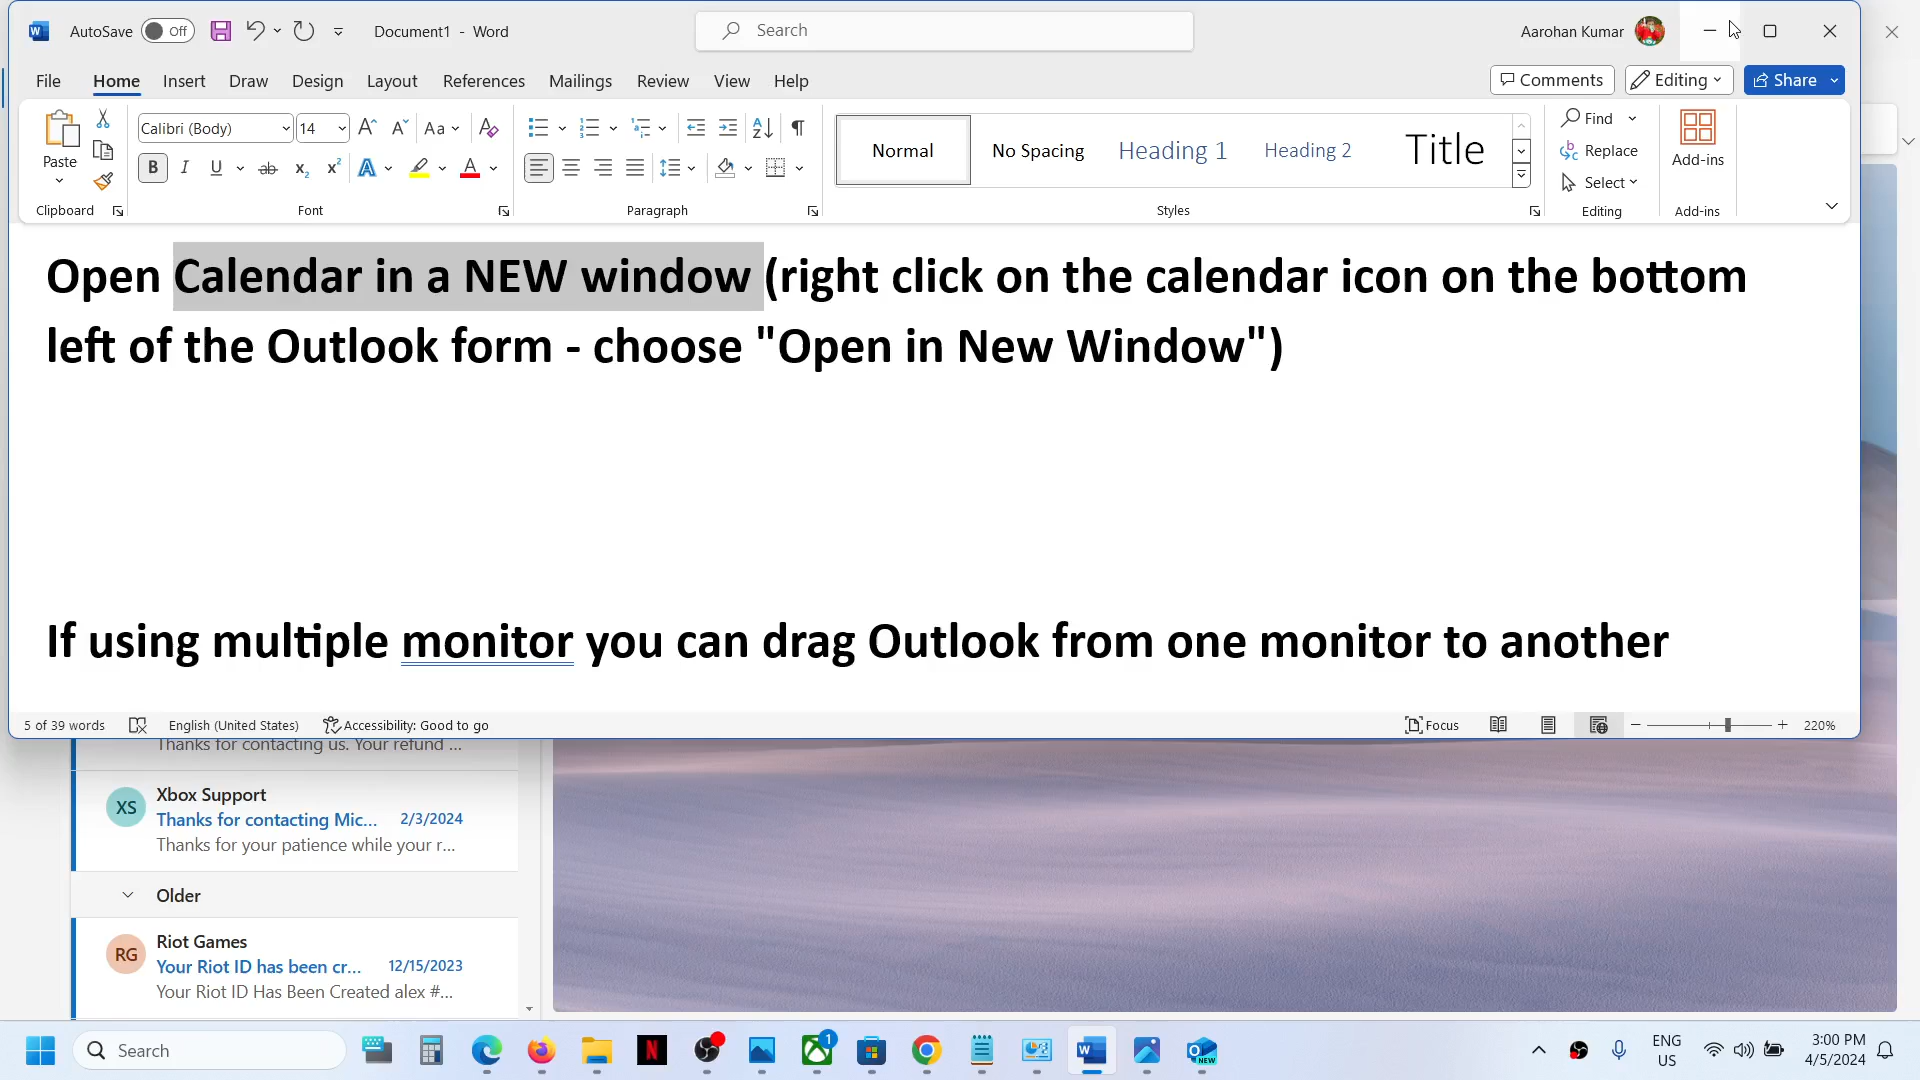 AutoSave Off Document1 - Word Search Aarohan Kumar
File Home Insert Draw Design Layout References Mailings Review View Help Comments Editing Share
Paste
Calibri (Body) 14 Aa
Normal No Spacing Heading 1 Heading 2 Title
Find
Replace
Select
Add-ins
Clipboard Font Paragraph Styles Editing Add-ins
Open Calendar in a NEW window (right click on the calendar icon on the bottom
left of the Outlook form - choose "Open in New Window")
If using multiple monitor you can drag Outlook from one monitor to another
5 of 39 words English (United States) Accessibility: Good to go Focus 220%
Thanks for contacting us. Your refund ...
XS Xbox Support
Thanks for contacting Mic... 2/3/2024
Thanks for your patience while your r...
Older
RG Riot Games
Your Riot ID has been cr... 12/15/2023
Your Riot ID Has Been Created alex #...
Search
1
NEW
ENG
US
3:00 PM
4/5/2024